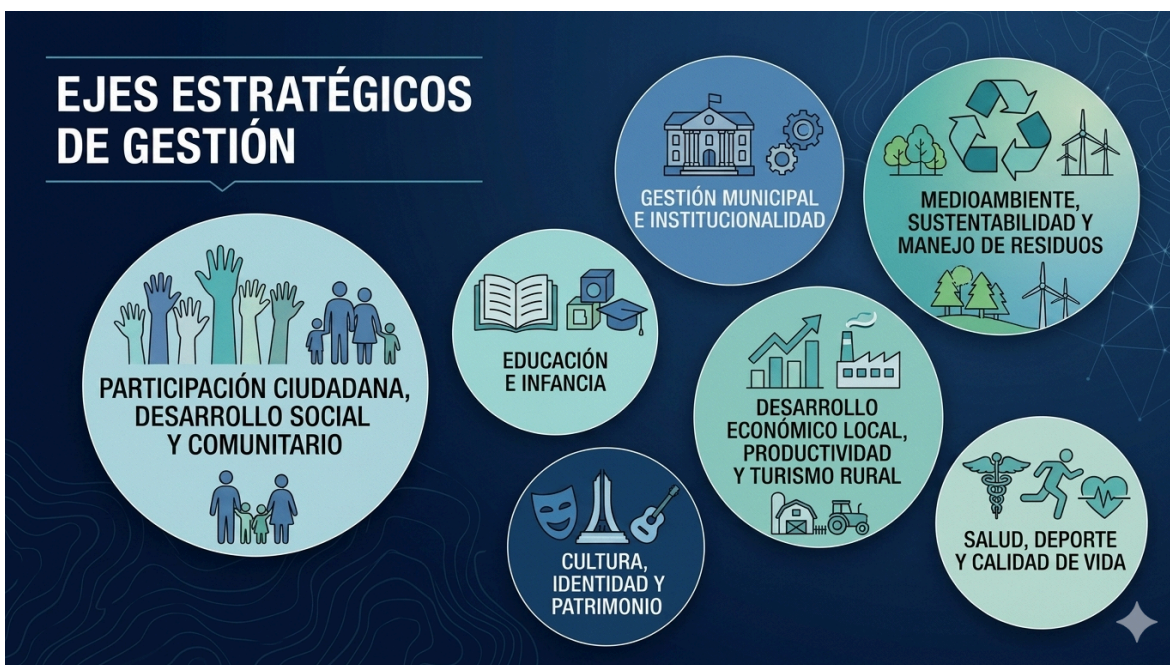 EJES ESTRATÉGICOS
DE GESTIÓN
PARTICIPACIÓN CIUDADANA,
DESARROLLO SOCIAL
Y COMUNITARIO
EDUCACIÓN
E INFANCIA
CULTURA,
IDENTIDAD Y
PATRIMONIO
GESTIÓN MUNICIPAL
E INSTITUCIONALIDAD
DESARROLLO
ECONÓMICO LOCAL,
PRODUCTIVIDAD
Y TURISMO RURAL
MEDIOAMBIENTE,
SUSTENTABILIDAD Y
MANEJO DE RESIDUOS
SALUD, DEPORTE
Y CALIDAD DE VIDA